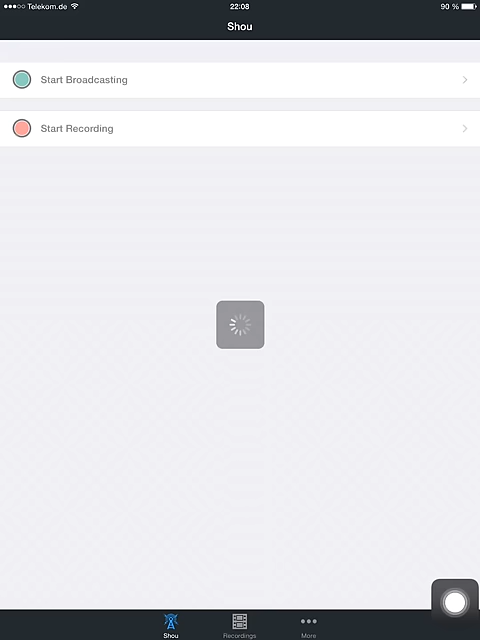 Telekom.de 22:08 90 %
Shou
Start Broadcasting
Start Recording
Shou Recordings More